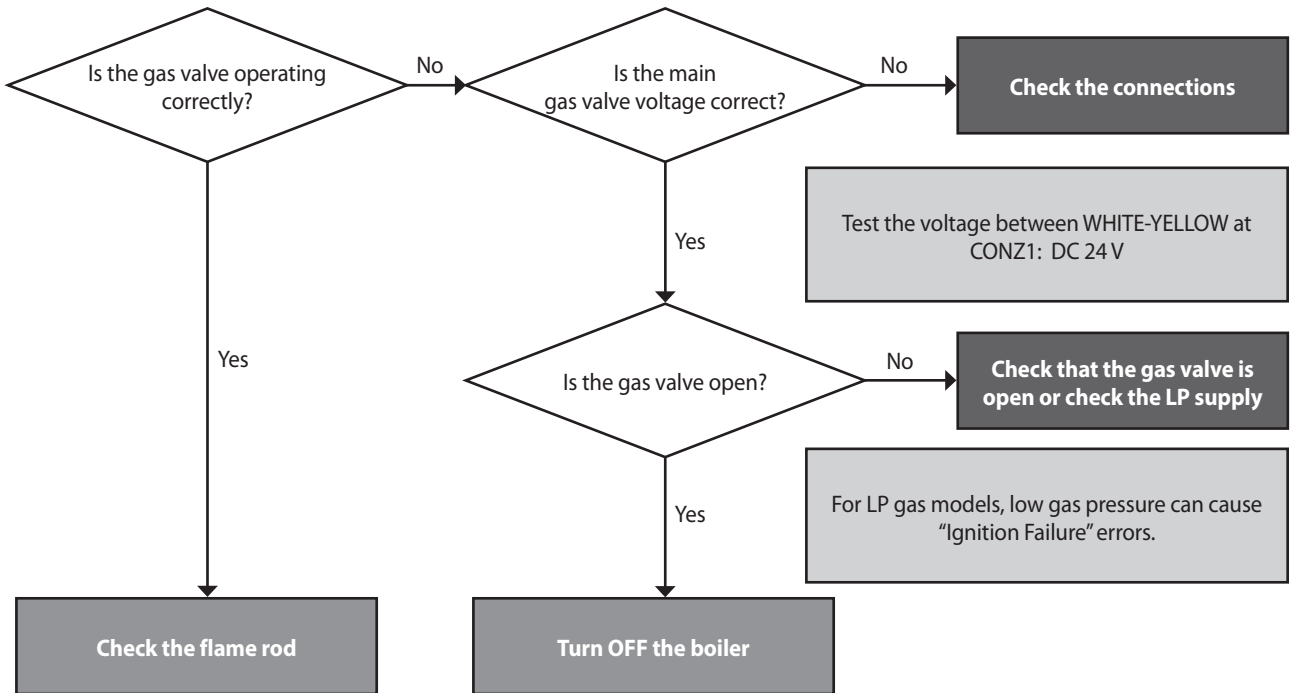 Is the gas valve operating
correctly?
No
Is the main
gas valve voltage correct?
No
Check the connections
Test the voltage between WHITE-YELLOW at
CONZ1: DC 24 V
Yes
Yes
Is the gas valve open?
No
Check that the gas valve is
open or check the LP supply
For LP gas models, low gas pressure can cause
“Ignition Failure” errors.
Yes
Check the flame rod
Turn OFF the boiler